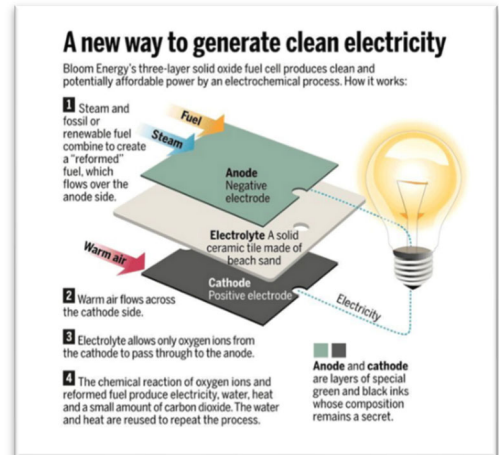 A new way to generate clean electricity
Bloom Energy's three-layer solid oxide fuel cell produces clean and
potentially affordable power by an electrochemical process. How it works:
1 Steam and
fossil or
renewable fuel
combine to create
a "reformed"
fuel, which
flows over the
anode side.
Fuel
Steam
Anode
Negative
electrode
Electrolyte A solid
ceramic tile made of
beach sand
Warm air
Cathode
Positive electrode
Electricity
2 Warm air flows across
the cathode side.
3 Electrolyte allows only oxygen ions from
the cathode to pass through to the anode.
4 The chemical reaction of oxygen ions and
reformed fuel produce electricity, water, heat
and a small amount of carbon dioxide. The water
and heat are reused to repeat the process.
Anode and cathode
are layers of special
green and black inks
whose composition
remains a secret.